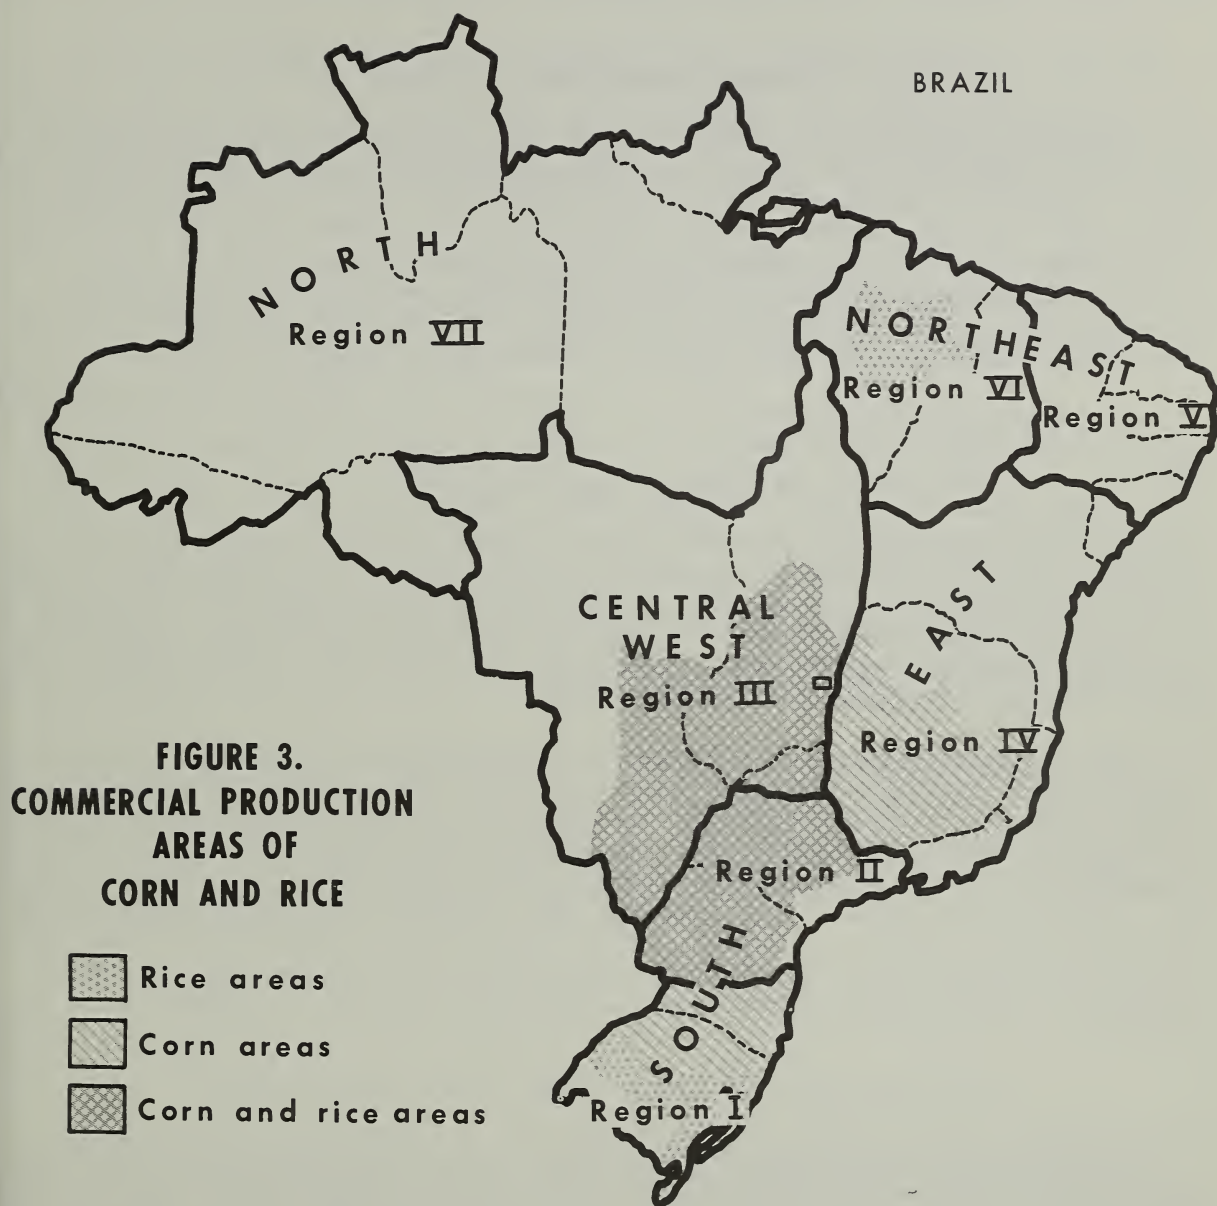 BRAZIL
NORTH
Region VII
NORTHEAST
Region VI
Region V
CENTRAL
WEST
Region III
EAST
Region IV
Region II
SOUTH
Region I
FIGURE 3.
COMMERCIAL PRODUCTION
AREAS OF
CORN AND RICE
Rice areas
Corn areas
Corn and rice areas